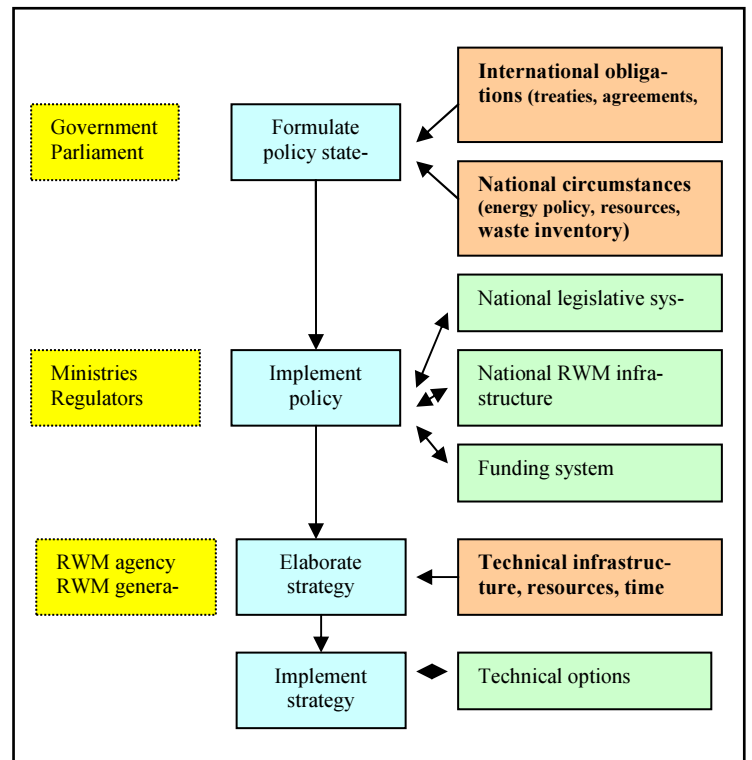 Government
Parliament
Formulate
policy state-
International obliga-
tions (treaties, agreements,
National circumstances
(energy policy, resources,
waste inventory)
National legislative sys-
Ministries
Regulators
Implement
policy
National RWM infra-
structure
Funding system
RWM agency
RWM genera-
Elaborate
strategy
Technical infrastruc-
ture, resources, time
Implement
strategy
Technical options